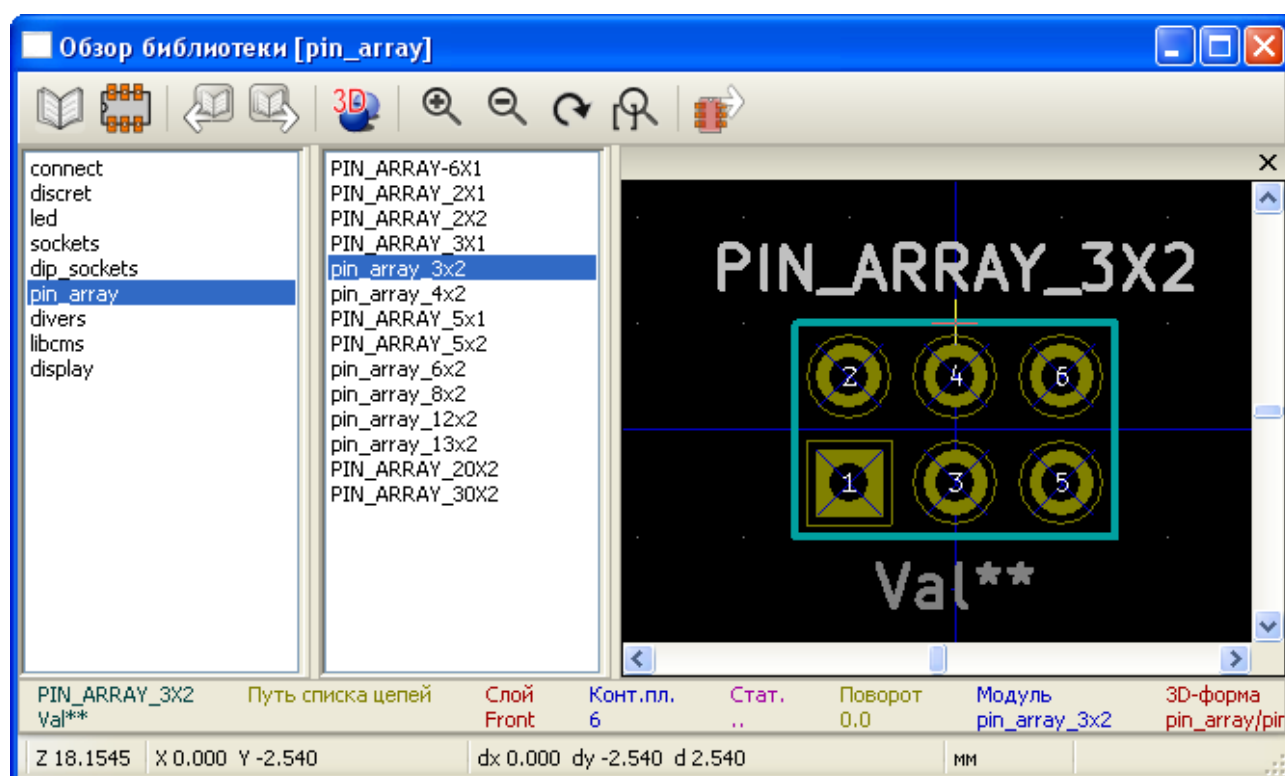 Обзор библиотеки [pin_array]
3D
connect
discret
led
sockets
dip_sockets
pin_array
divers
libcms
display
PIN_ARRAY-6X1
PIN_ARRAY_2X1
PIN_ARRAY_2X2
PIN_ARRAY_3X1
pin_array_3x2
pin_array_4x2
PIN_ARRAY_5x1
PIN_ARRAY_5x2
pin_array_6x2
pin_array_8x2
pin_array_12x2
pin_array_13x2
PIN_ARRAY_20X2
PIN_ARRAY_30X2
PIN_ARRAY_3X2
2 4 6
1 3 5
Val**
PIN_ARRAY_3X2 Путь списка цепей Слой Конт.пл. Стат. Поворот Модуль 3D-форма
Val** Front 6 .. 0.0 pin_array_3x2 pin_array/pin
Z 18.1545 X 0.000 Y -2.540 dx 0.000 dy -2.540 d 2.540 мм